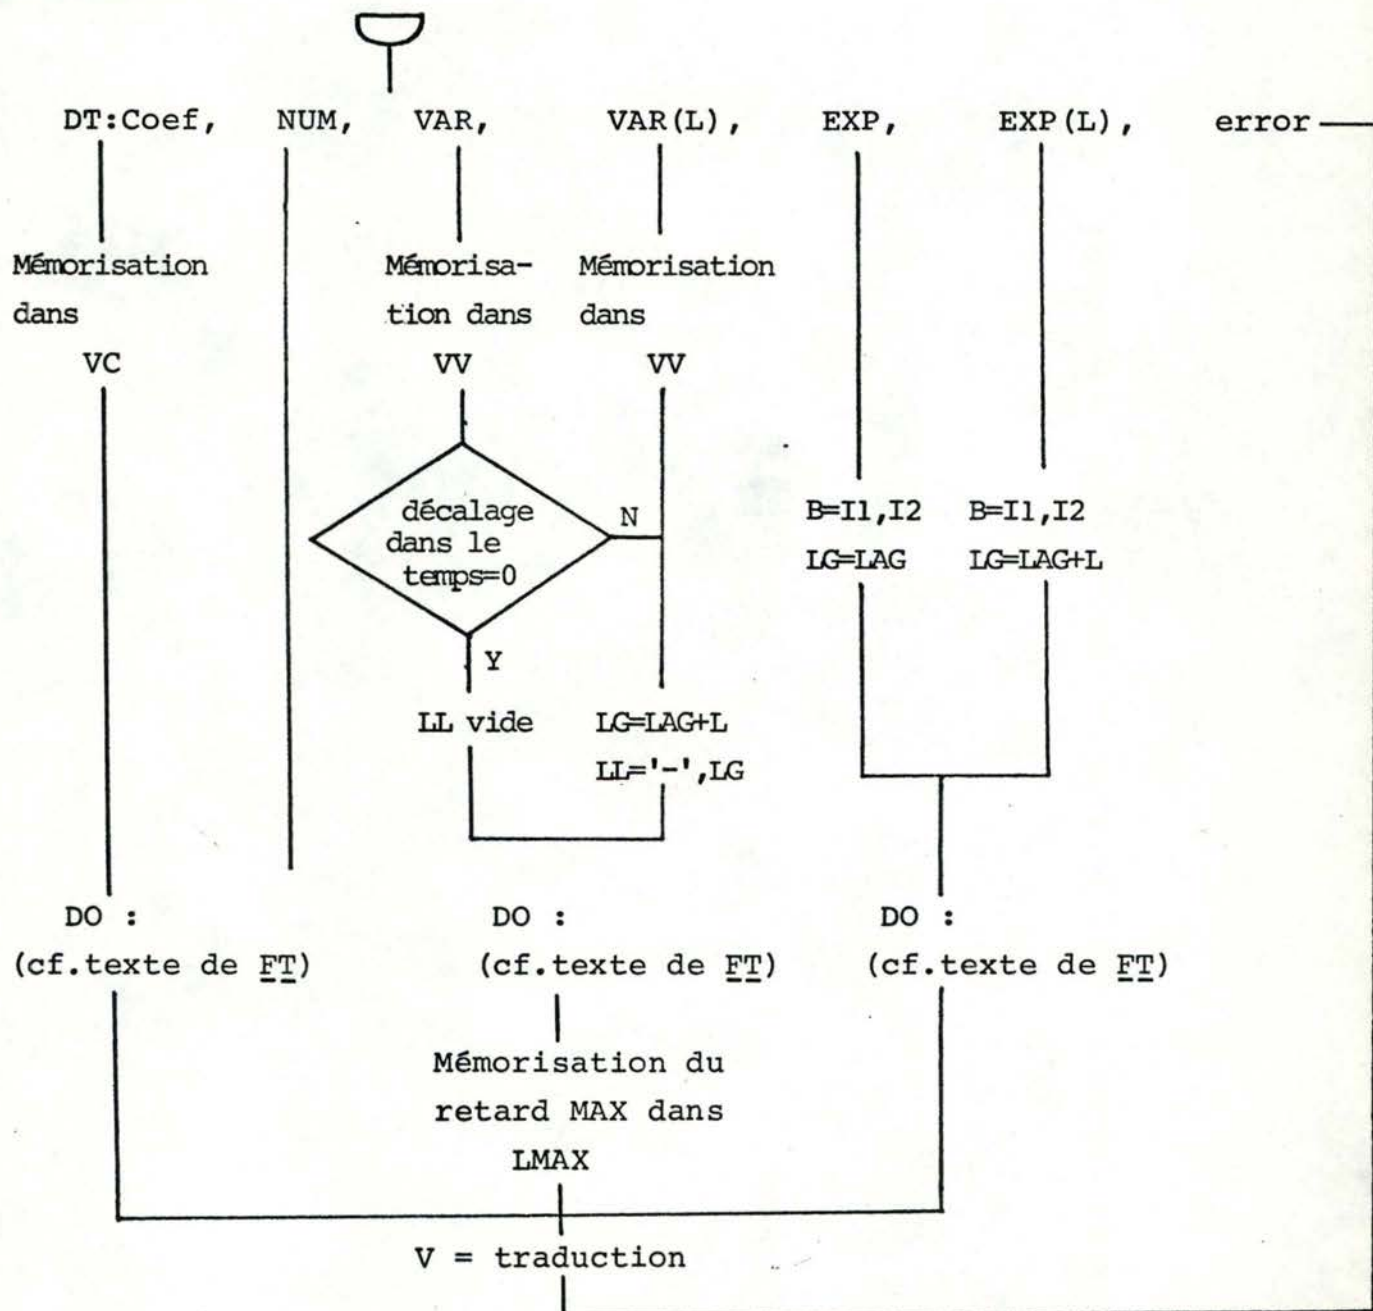 DT:Coef, NUM, VAR, VAR(L), EXP, EXP(L), error
Mémorisation
dans
VC
Mémorisa-
tion dans
VV
Mémorisation
dans
VV
décalage
dans le
temps=0
N
Y
LL vide
LG=LAG+L
LL='-',LG
B=I1,I2
LG=LAG
B=I1,I2
LG=LAG+L
DO :
(cf.texte de FT)
DO :
(cf.texte de FT)
DO :
(cf.texte de FT)
Mémorisation du
retard MAX dans
LMAX
V = traduction